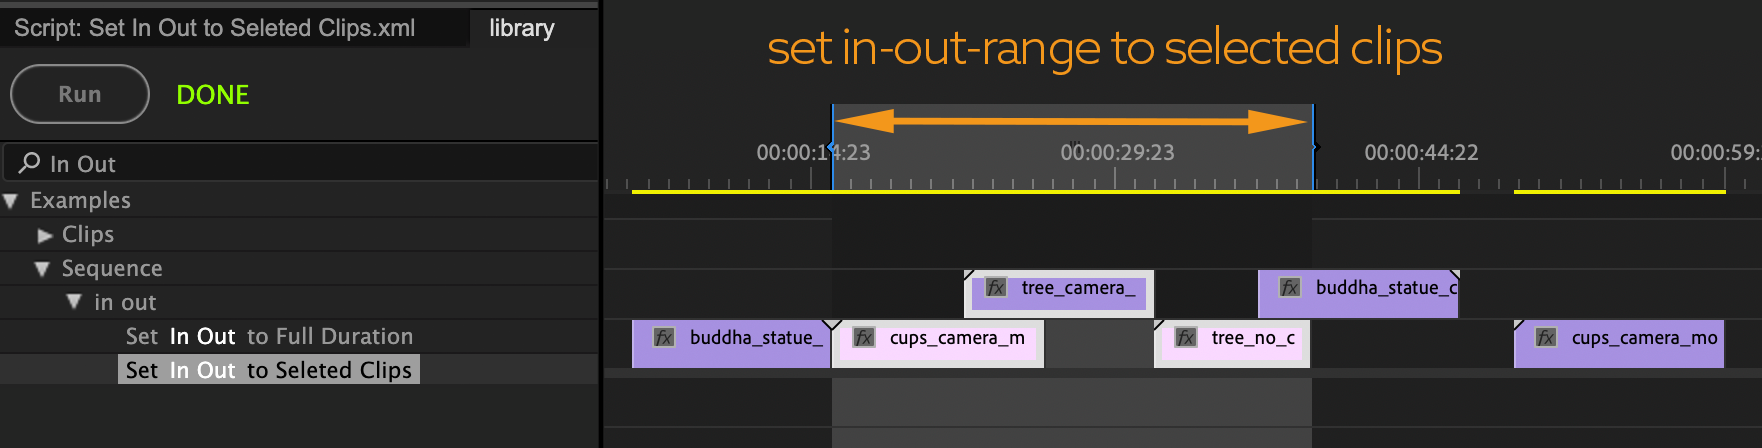 Script: Set In Out to Seleted Clips.xml
library
Run
DONE
In Out
Examples
Clips
Sequence
in out
Set In Out to Full Duration
Set In Out to Seleted Clips
set in-out-range to selected clips
00:00:14:23
00:00:29:23
00:00:44:22
00:00:59:
fx tree_camera_
fx buddha_statue_c
fx buddha_statue_
fx cups_camera_m
fx tree_no_c
fx cups_camera_mo